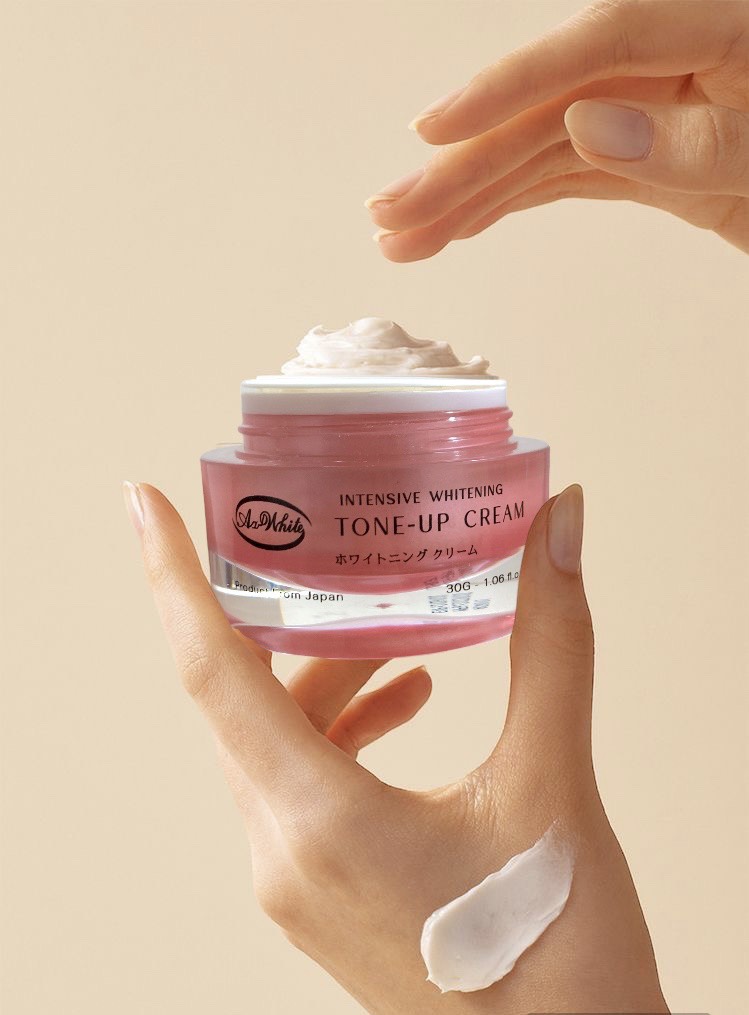 AzWhite
INTENSIVE WHITENING
TONE-UP CREAM
ホワイトニング クリーム
Product from Japan
30G - 1.06 fl.o